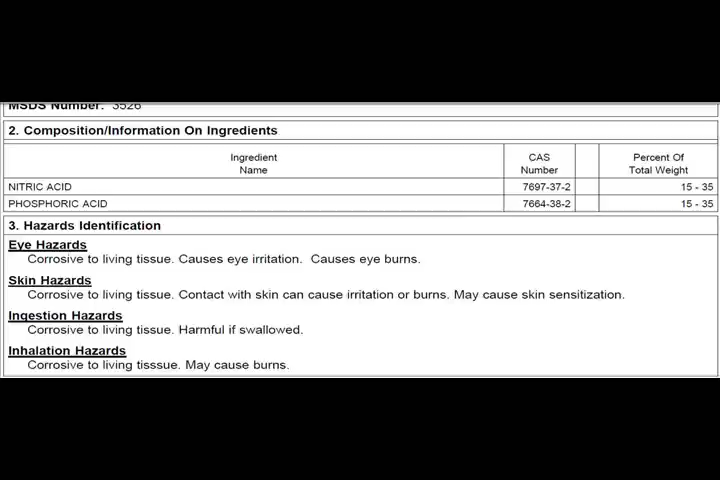 MSDS Number: 3526
2. Composition/Information On Ingredients
Ingredient Name CAS Number Percent Of Total Weight
NITRIC ACID 7697-37-2 15 - 35
PHOSPHORIC ACID 7664-38-2 15 - 35
3. Hazards Identification
Eye Hazards
Corrosive to living tissue. Causes eye irritation. Causes eye burns.
Skin Hazards
Corrosive to living tissue. Contact with skin can cause irritation or burns. May cause skin sensitization.
Ingestion Hazards
Corrosive to living tissue. Harmful if swallowed.
Inhalation Hazards
Corrosive to living tisssue. May cause burns.